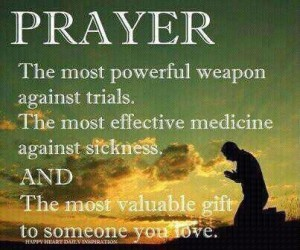 PRAYER
The most powerful weapon
against trials.
The most effective medicine
against sickness.
AND
The most valuable gift
to someone you love.
HAPPY HEART DAILY INSPIRATION